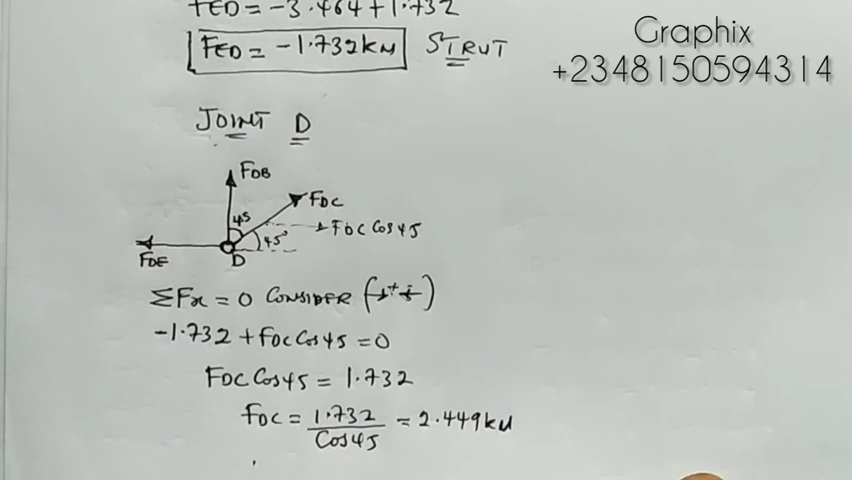 FED = -3.464 + 1.732
FED = -1.732KN STRUT
Graphix
+2348150594314
JOINT D
FDB
FDC
45
FDC Cos45
45°
FDE
D
ΣFx = 0 CONSIDER
-1.732 + FDC Cos45 = 0
FDC Cos45 = 1.732
FDC = 1.732 / Cos45 = 2.449KN